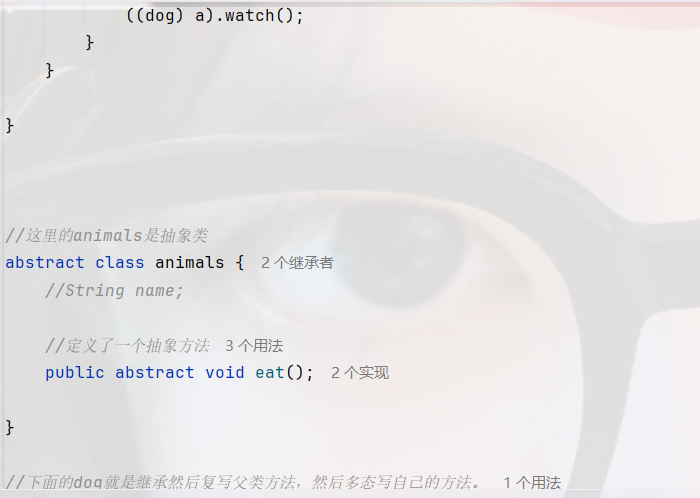 ((dog) a).watch();
}
}
}
//这里的animals是抽象类
abstract class animals { 2 个继承者
//String name;
//定义了一个抽象方法 3 个用法
public abstract void eat(); 2 个实现
}
//下面的dog就是继承然后复写父类方法，然后多态写自己的方法。 1 个用法